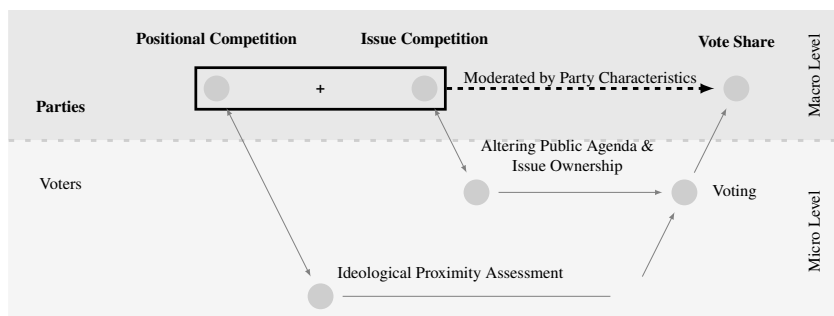 Positional Competition
Issue Competition
Vote Share
Macro Level
+
Moderated by Party Characteristics
Parties
Altering Public Agenda &
Issue Ownership
Voters
Voting
Micro Level
Ideological Proximity Assessment